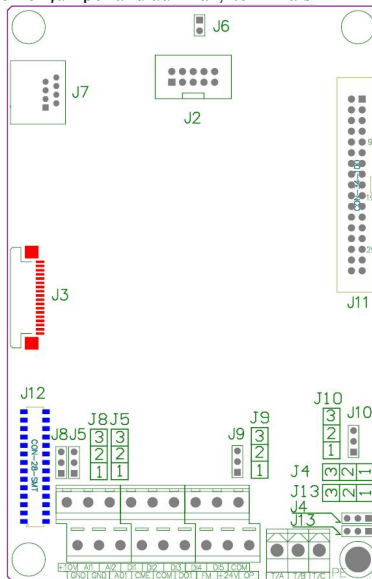 J6
J7
J2
J11
J3
J12
CON-28-SMT
J8 J5
J8 J5
3 3
2 2
1 1
J9
J9
3
2
1
J10
J10
3
2
1
J4 3 2 1
J13 3 2 1
J4
J13
+10V AI1 AI2 DI1 DI2 DI3 DI4 DI5 COM
GND GND AO1 CME COM DO1 FM +24V OP
T/A T/B T/C PE